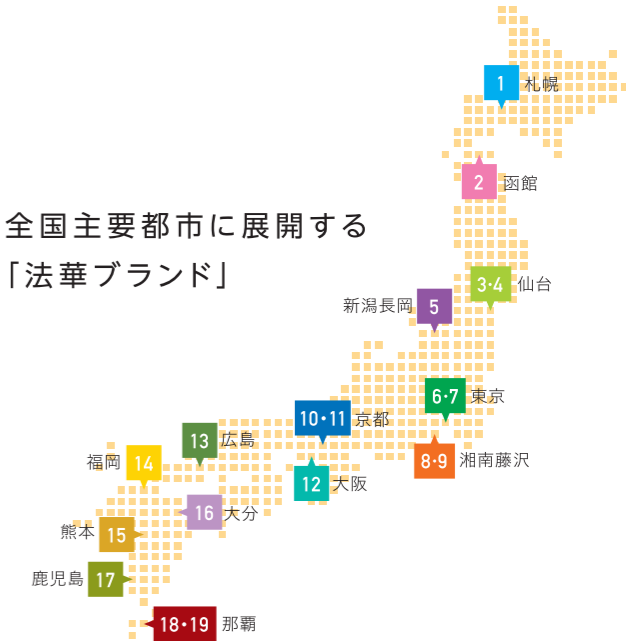 1 札幌
2 函館
全国主要都市に展開する
「法華ブランド」
3·4 仙台
新潟長岡 5
6·7 東京
10·11 京都
13 広島
8·9 湘南藤沢
福岡 14
12 大阪
16 大分
熊本 15
鹿児島 17
18·19 那覇